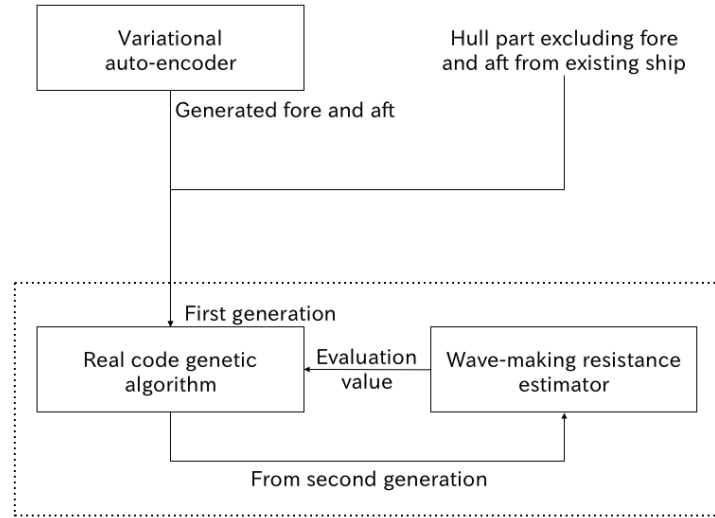 Variational
auto-encoder
Hull part excluding fore
and aft from existing ship
Generated fore and aft
First generation
Real code genetic
algorithm
Evaluation
value
Wave-making resistance
estimator
From second generation